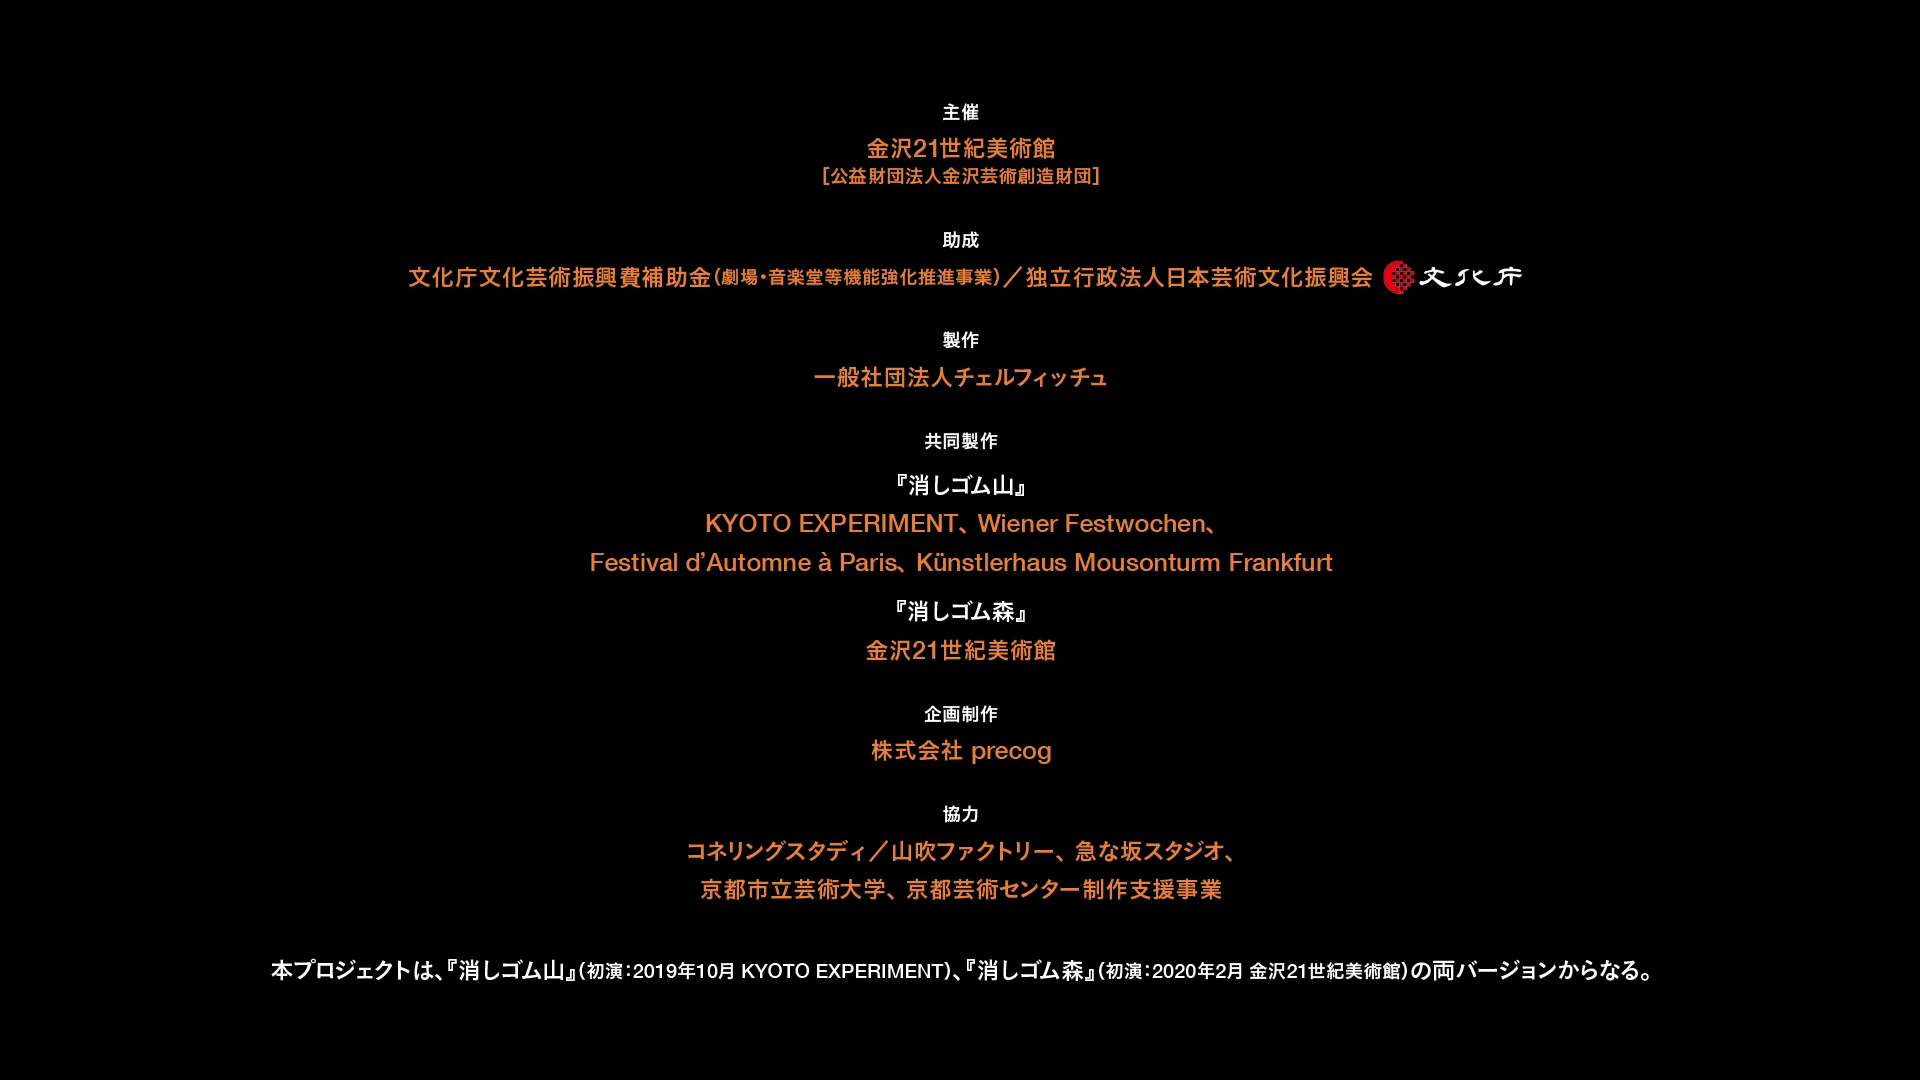 主催
金沢21世紀美術館
[公益財団法人金沢芸術創造財団]
助成
文化庁文化芸術振興費補助金(劇場・音楽堂等機能強化推進事業)／独立行政法人日本芸術文化振興会 文化庁
製作
一般社団法人チェルフィッチュ
共同製作
『消しゴム山』
KYOTO EXPERIMENT、Wiener Festwochen、
Festival d’Automne à Paris、Künstlerhaus Mousonturm Frankfurt
『消しゴム森』
金沢21世紀美術館
企画制作
株式会社 precog
協力
コネリングスタディ／山吹ファクトリー、急な坂スタジオ、
京都市立芸術大学、京都芸術センター制作支援事業
本プロジェクトは、『消しゴム山』(初演：2019年10月 KYOTO EXPERIMENT)、『消しゴム森』(初演：2020年2月 金沢21世紀美術館)の両バージョンからなる。